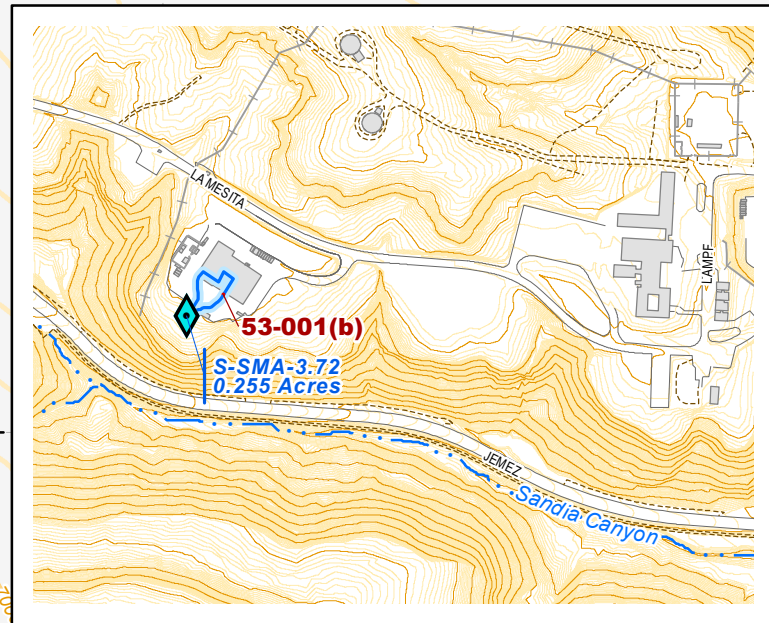 LA MESITA
LAMPF
53-001(b)
S-SMA-3.72
0.255 Acres
JEMEZ
Sandia Canyon